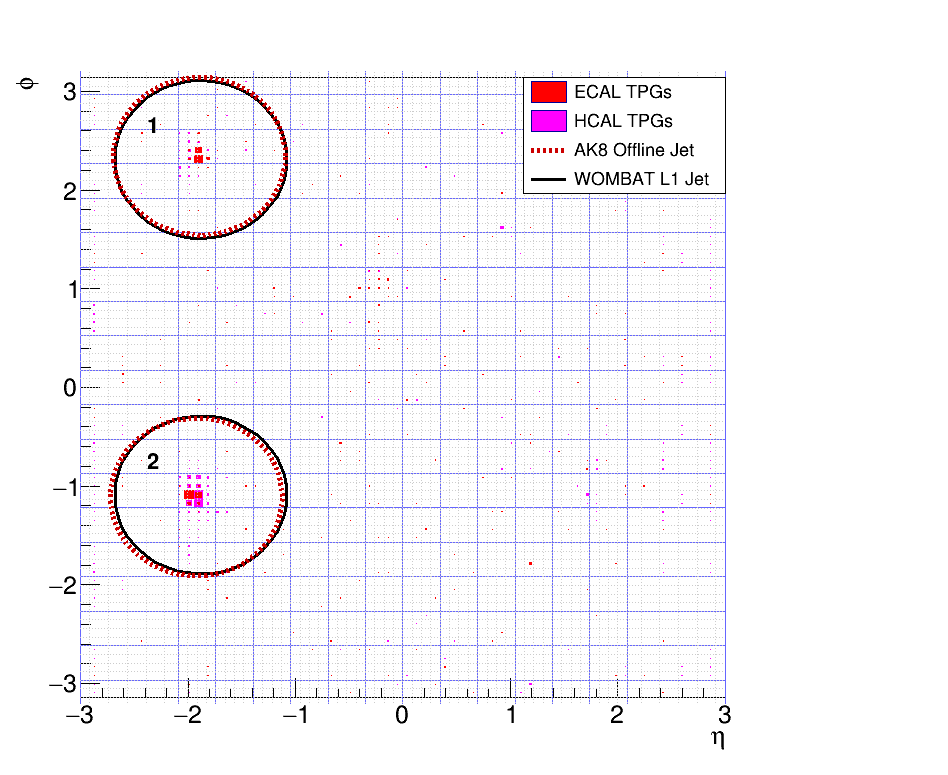 ϕ
3
2
1
0
−1
−2
−3
1
2
ECAL TPGs
HCAL TPGs
AK8 Offline Jet
WOMBAT L1 Jet
−3 −2 −1 0 1 2 3
η